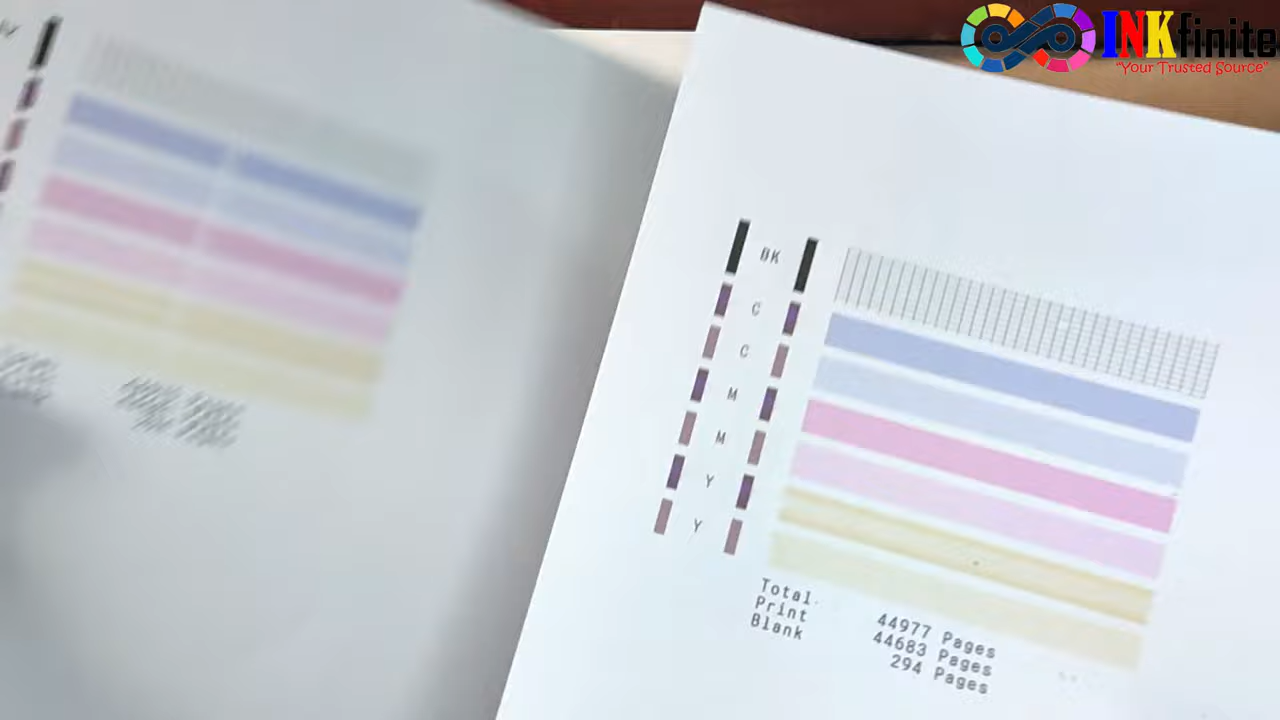 INKfinite
"Your Trusted Source"
BK
C
C
M
M
Y
Y
Total 44977 Pages
Print 44683 Pages
Blank 294 Pages